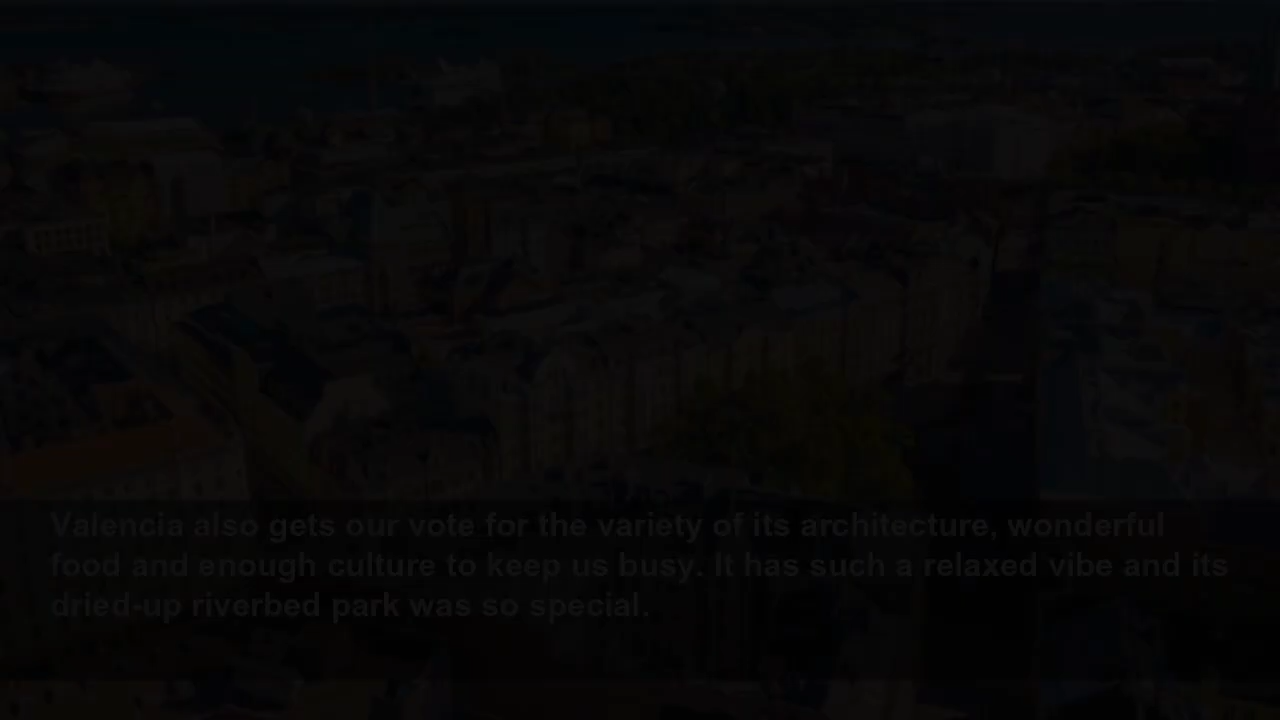 Valencia also gets our vote for the variety of its architecture, wonderful
food and enough culture to keep us busy. It has such a relaxed vibe and its
dried-up riverbed park was so special.